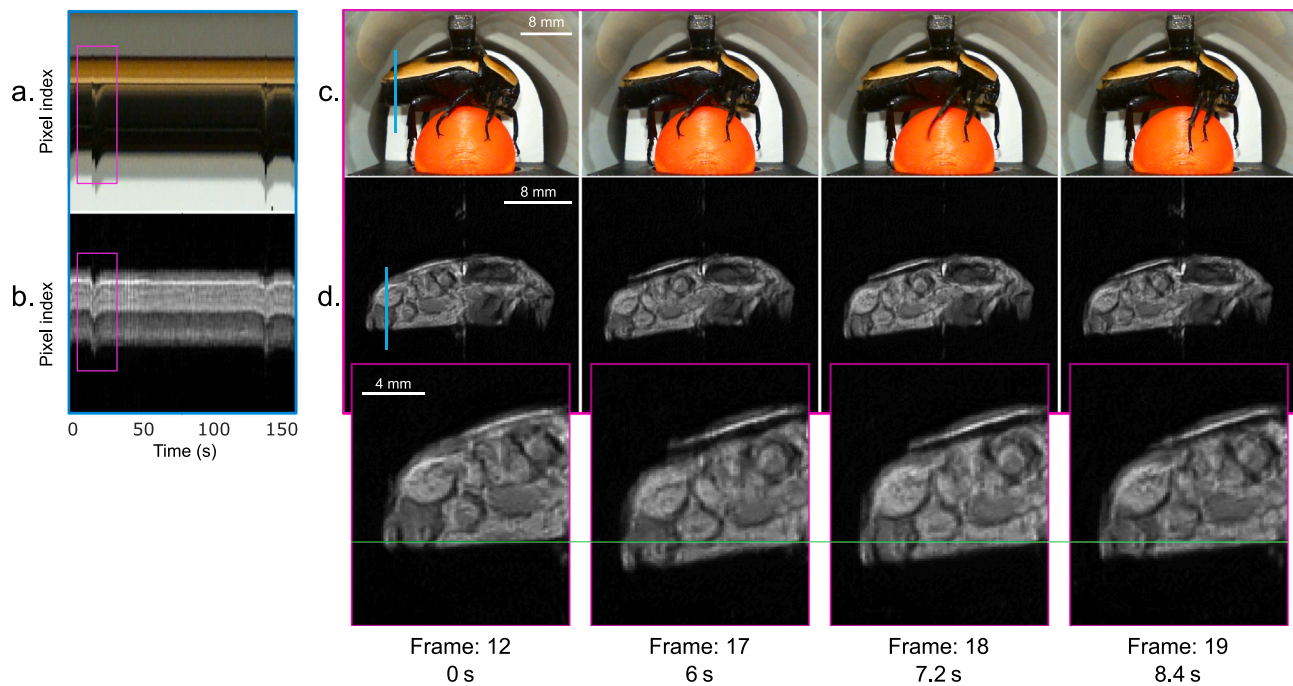 a.
Pixel index
b.
Pixel index
0 50 100 150
Time (s)
c.
8 mm
d.
8 mm
4 mm
Frame: 12 Frame: 17 Frame: 18 Frame: 19
0 s 6 s 7.2 s 8.4 s